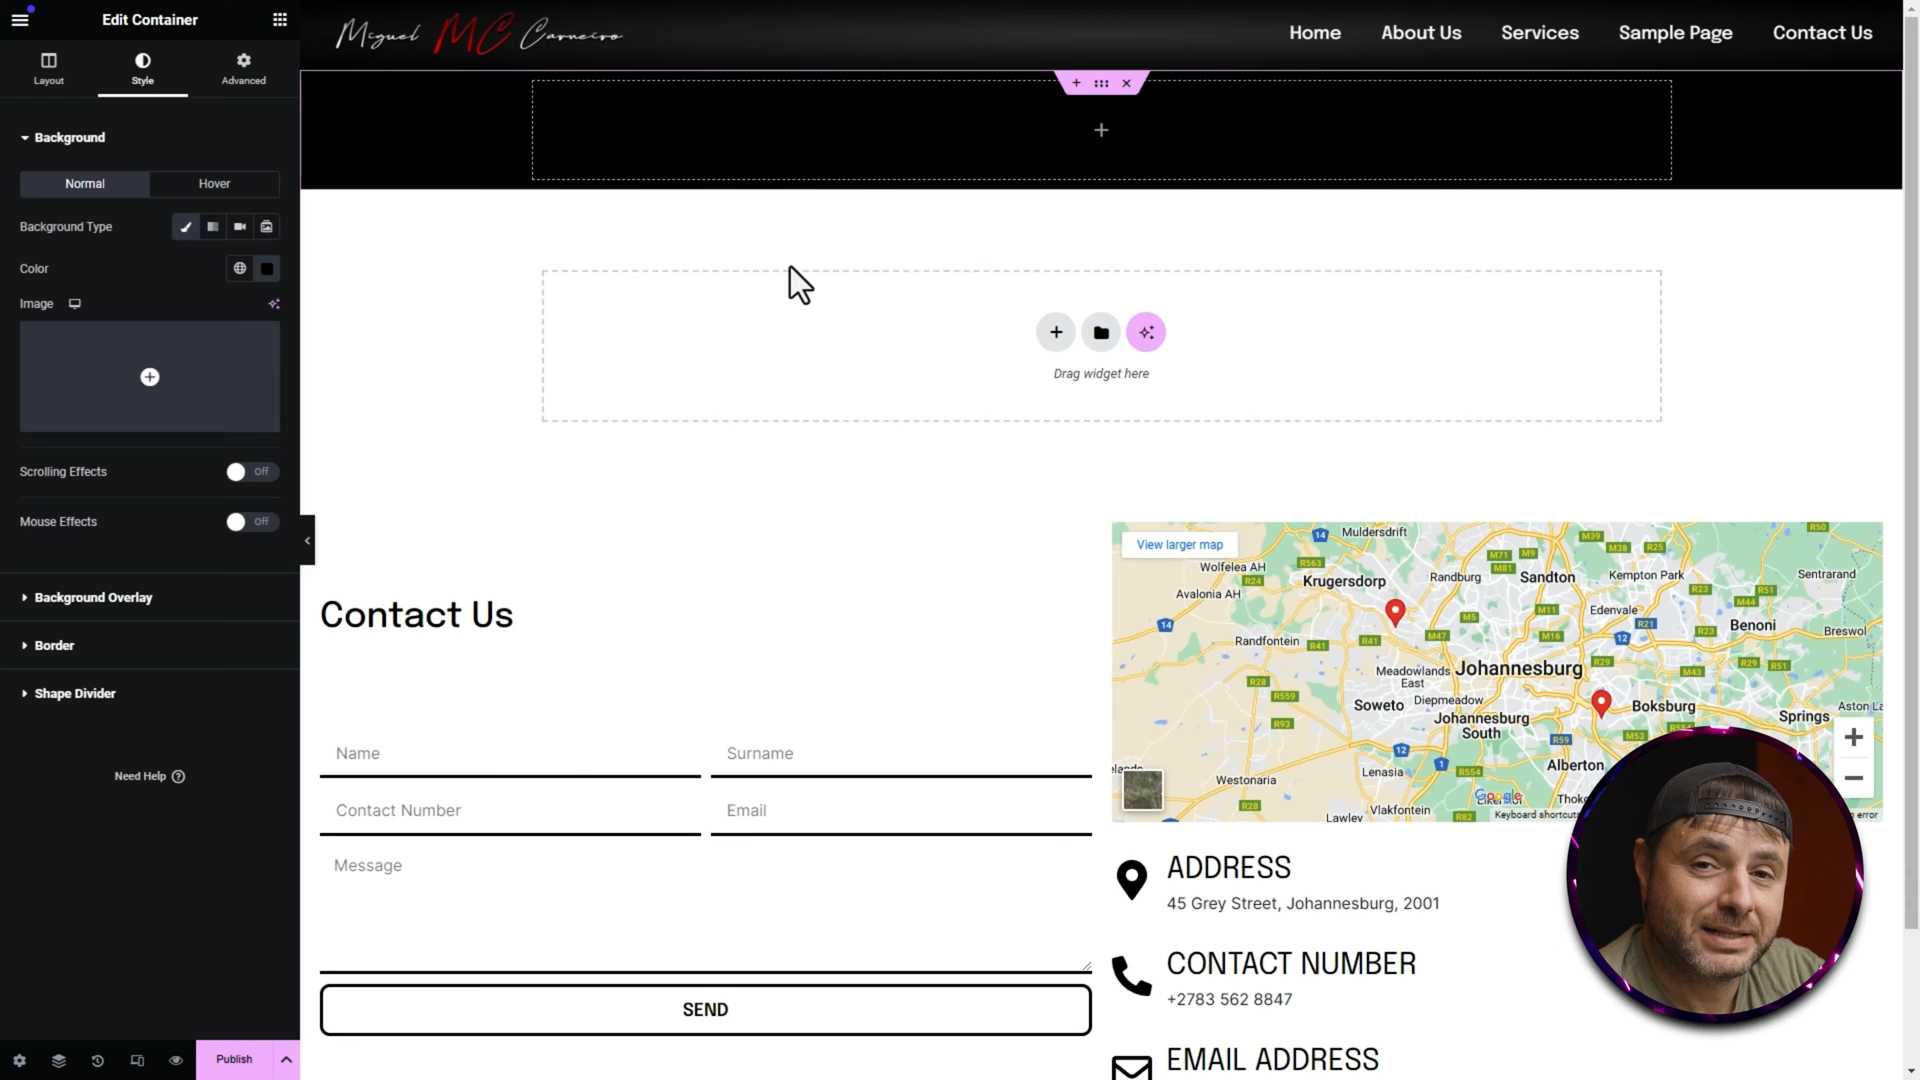 Edit Container
Layout
Style
Advanced
Background
Normal
Hover
Background Type
Color
Image
Scrolling Effects
Off
Mouse Effects
Off
Background Overlay
Border
Shape Divider
Need Help
Publish
Miguel MC Carneiro
Home
About Us
Services
Sample Page
Contact Us
Drag widget here
Contact Us
Name
Surname
Contact Number
Email
Message
SEND
View larger map
Muldersdrift
Wolfelea AH
Krugersdorp
Randburg
Sandton
Kempton Park
Sentrarand
Avalonia AH
Edenvale
Benoni
Randfontein
Breswol
Meadowlands East
Johannesburg
Diepmeadow
Soweto
Boksburg
Springs
Johannesburg South
Alberton
Lenasia
Westonaria
Vlakfontein
Lawley
Google
Keyboard shortcuts
ADDRESS
45 Grey Street, Johannesburg, 2001
CONTACT NUMBER
+2783 562 8847
EMAIL ADDRESS